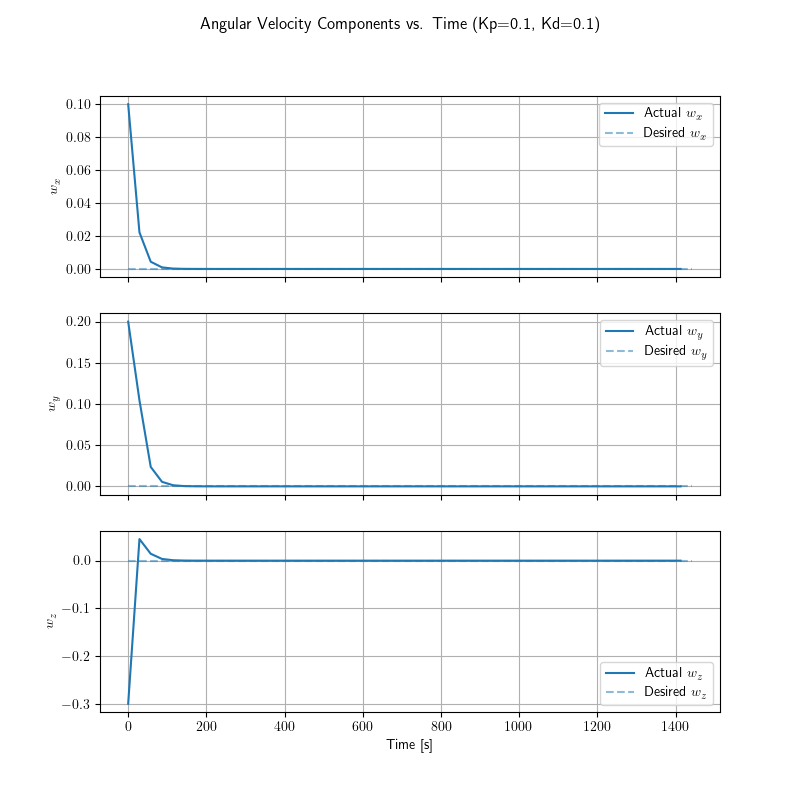 Angular Velocity Components vs. Time (Kp=0.1, Kd=0.1)
0.10
0.08
0.06
0.04
0.02
0.00
w_x
Actual w_x
Desired w_x
0.20
0.15
0.10
0.05
0.00
w_y
Actual w_y
Desired w_y
0.0
−0.1
−0.2
−0.3
w_z
Actual w_z
Desired w_z
0 200 400 600 800 1000 1200 1400
Time [s]